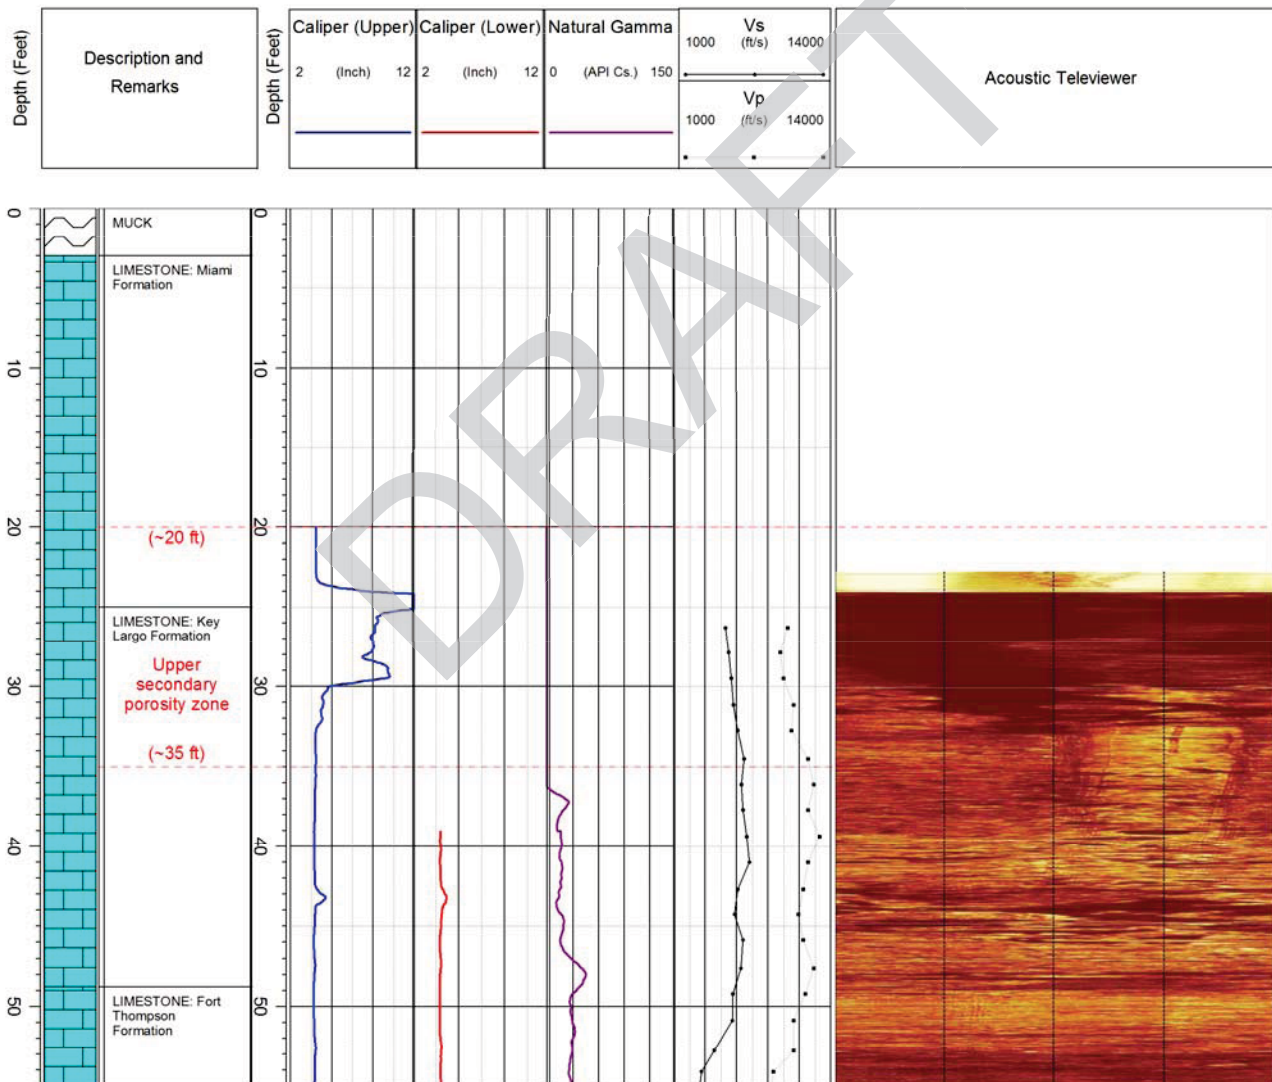 Depth (Feet)
Description and
Remarks
Depth (Feet)
Caliper (Upper)
2 (Inch) 12
Caliper (Lower)
2 (Inch) 12
Natural Gamma
0 (API Cs.) 150
Vs
1000 (ft/s) 14000
Vp
1000 (ft/s) 14000
Acoustic Televiewer
DRAFT
0
10
20
30
40
50
MUCK
LIMESTONE: Miami
Formation
(~20 ft)
LIMESTONE: Key
Largo Formation
Upper
secondary
porosity zone
(~35 ft)
LIMESTONE: Fort
Thompson
Formation
0
10
20
30
40
50